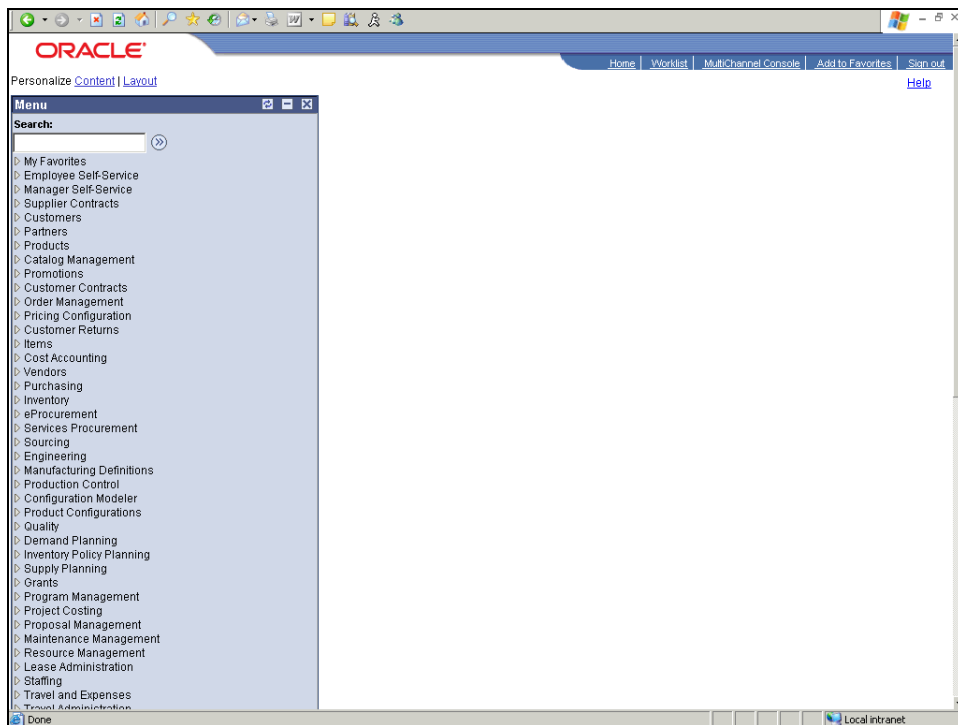 ORACLE
Home | Worklist | MultiChannel Console | Add to Favorites | Sign out
Personalize Content | Layout
Help
Menu
Search:
My Favorites
Employee Self-Service
Manager Self-Service
Supplier Contracts
Customers
Partners
Products
Catalog Management
Promotions
Customer Contracts
Order Management
Pricing Configuration
Customer Returns
Items
Cost Accounting
Vendors
Purchasing
Inventory
eProcurement
Services Procurement
Sourcing
Engineering
Manufacturing Definitions
Production Control
Configuration Modeler
Product Configurations
Quality
Demand Planning
Inventory Policy Planning
Supply Planning
Grants
Program Management
Project Costing
Proposal Management
Maintenance Management
Resource Management
Lease Administration
Staffing
Travel and Expenses
Travel Administration
Done
Local intranet